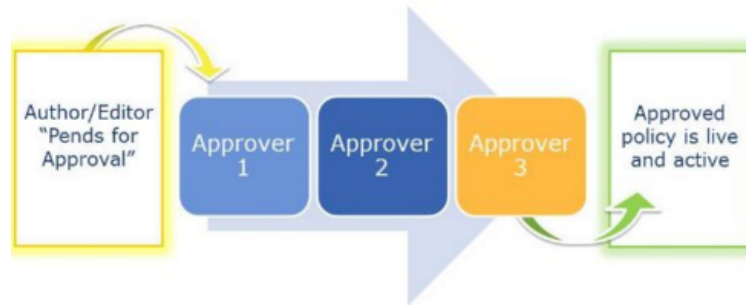 Author/Editor
“Pends for
Approval”
Approver
1
Approver
2
Approver
3
Approved
policy is live
and active